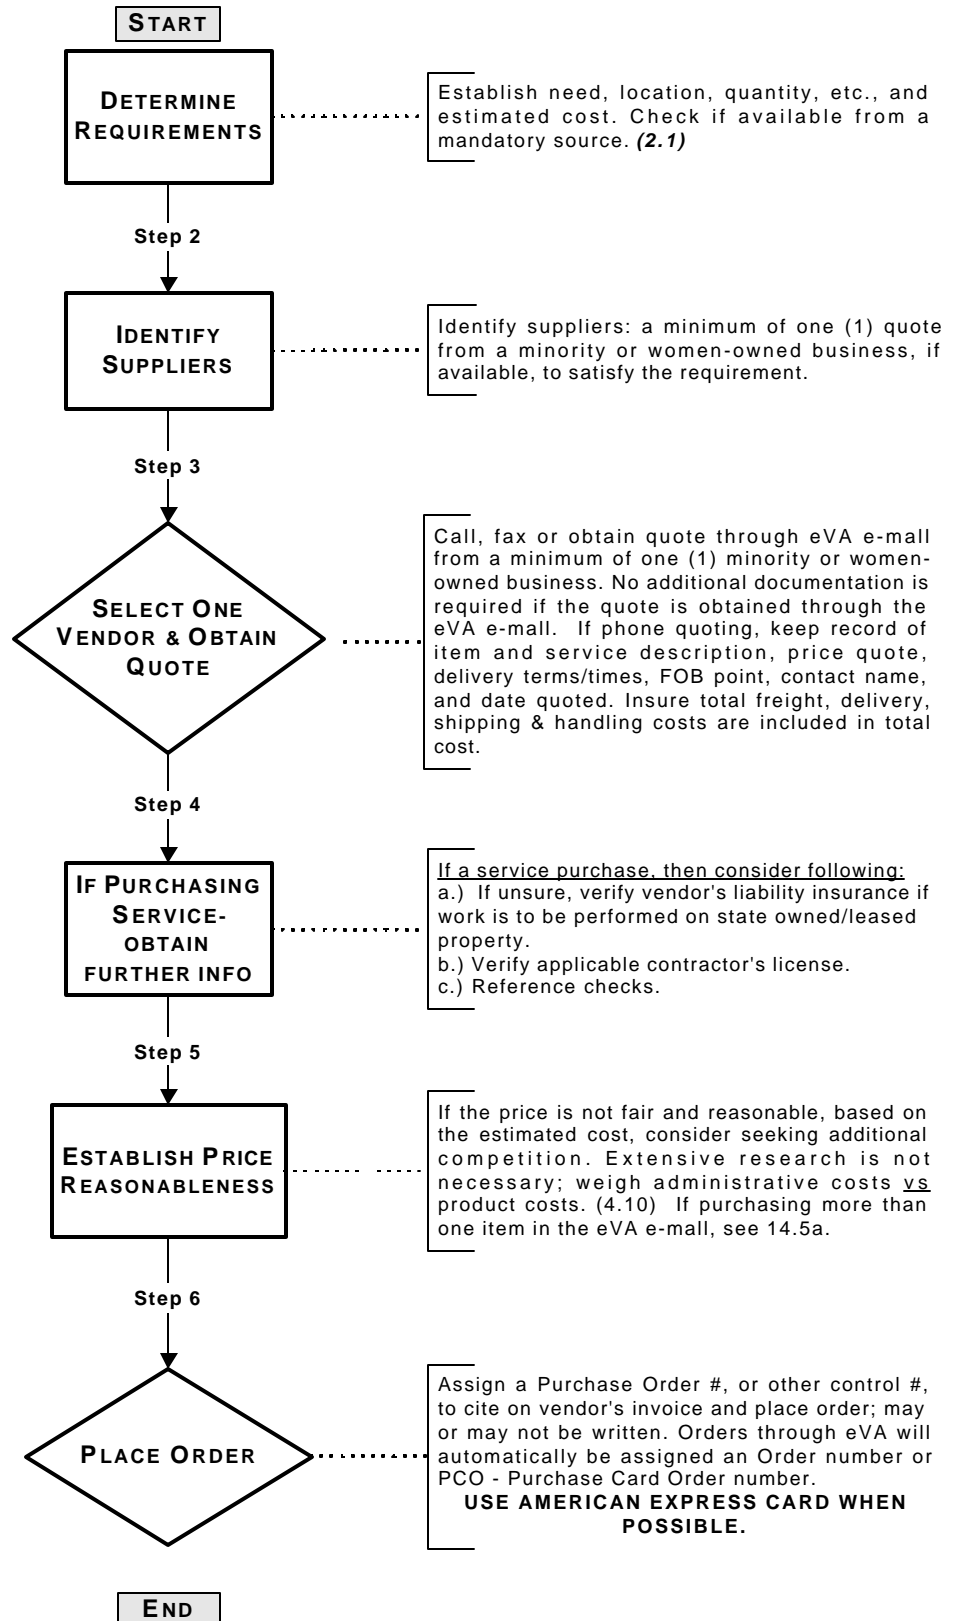 START
DETERMINE
REQUIREMENTS
Establish need, location, quantity, etc., and
estimated cost. Check if available from a
mandatory source. (2.1)
Step 2
IDENTIFY
SUPPLIERS
Identify suppliers: a minimum of one (1) quote
from a minority or women-owned business, if
available, to satisfy the requirement.
Step 3
SELECT ONE
VENDOR & OBTAIN
QUOTE
Call, fax or obtain quote through eVA e-mall
from a minimum of one (1) minority or women-
owned business. No additional documentation is
required if the quote is obtained through the
eVA e-mall. If phone quoting, keep record of
item and service description, price quote,
delivery terms/times, FOB point, contact name,
and date quoted. Insure total freight, delivery,
shipping & handling costs are included in total
cost.
Step 4
IF PURCHASING
SERVICE-
OBTAIN
FURTHER INFO
If a service purchase, then consider following:
a.) If unsure, verify vendor's liability insurance if
work is to be performed on state owned/leased
property.
b.) Verify applicable contractor's license.
c.) Reference checks.
Step 5
ESTABLISH PRICE
REASONABLENESS
If the price is not fair and reasonable, based on
the estimated cost, consider seeking additional
competition. Extensive research is not
necessary; weigh administrative costs vs
product costs. (4.10) If purchasing more than
one item in the eVA e-mall, see 14.5a.
Step 6
PLACE ORDER
Assign a Purchase Order #, or other control #,
to cite on vendor's invoice and place order; may
or may not be written. Orders through eVA will
automatically be assigned an Order number or
PCO - Purchase Card Order number.
USE AMERICAN EXPRESS CARD WHEN
POSSIBLE.
END